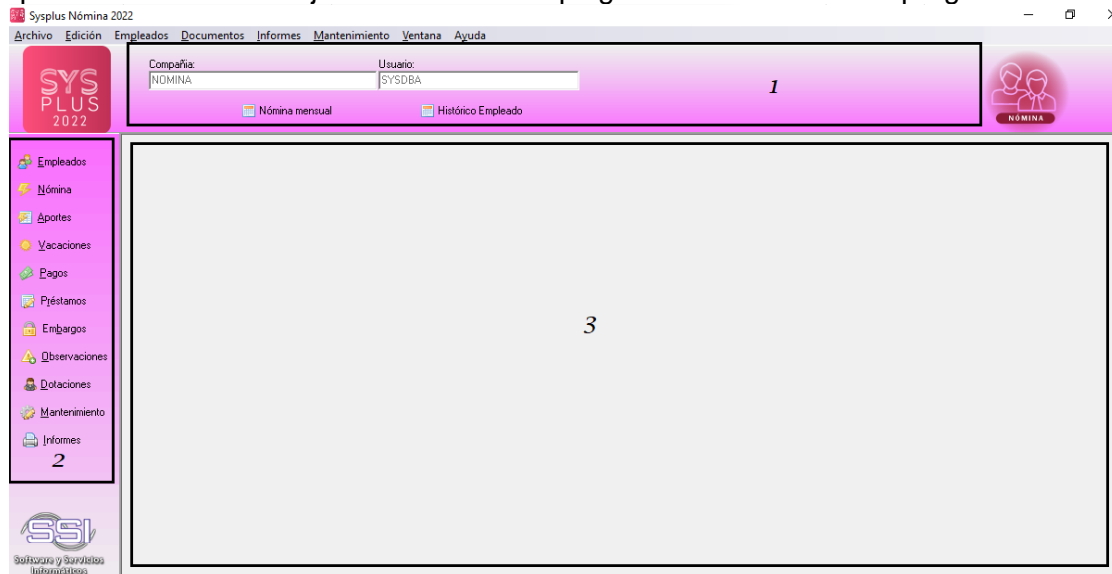 Sysplus Nómina 2022
Archivo Edición Empleados Documentos Informes Mantenimiento Ventana Ayuda
SYS
PLUS
2022
Compañia: Usuario:
NOMINA SYSDBA
Nómina mensual Histórico Empleado
1
NÓMINA
Empleados
Nómina
Aportes
Vacaciones
Pagos
Préstamos
Embargos
Observaciones
Dotaciones
Mantenimiento
Informes
2
3
SSI
Software y Servicios
Informáticos